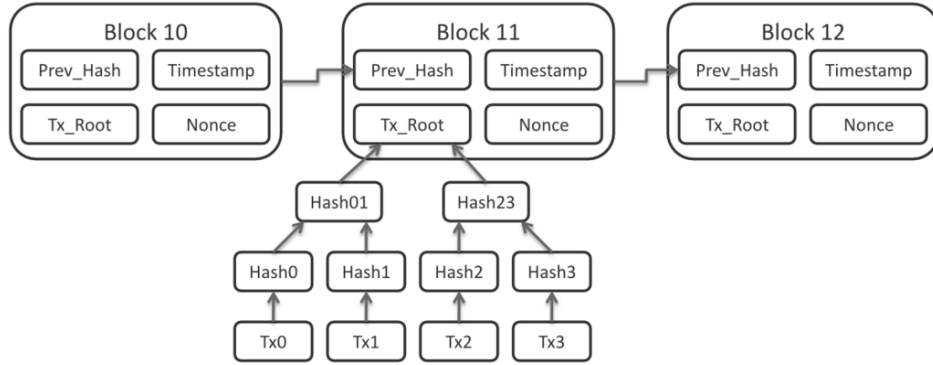 Block 10
Prev_Hash Timestamp
Tx_Root Nonce
Block 11
Prev_Hash Timestamp
Tx_Root Nonce
Block 12
Prev_Hash Timestamp
Tx_Root Nonce
Hash01 Hash23
Hash0 Hash1 Hash2 Hash3
Tx0 Tx1 Tx2 Tx3